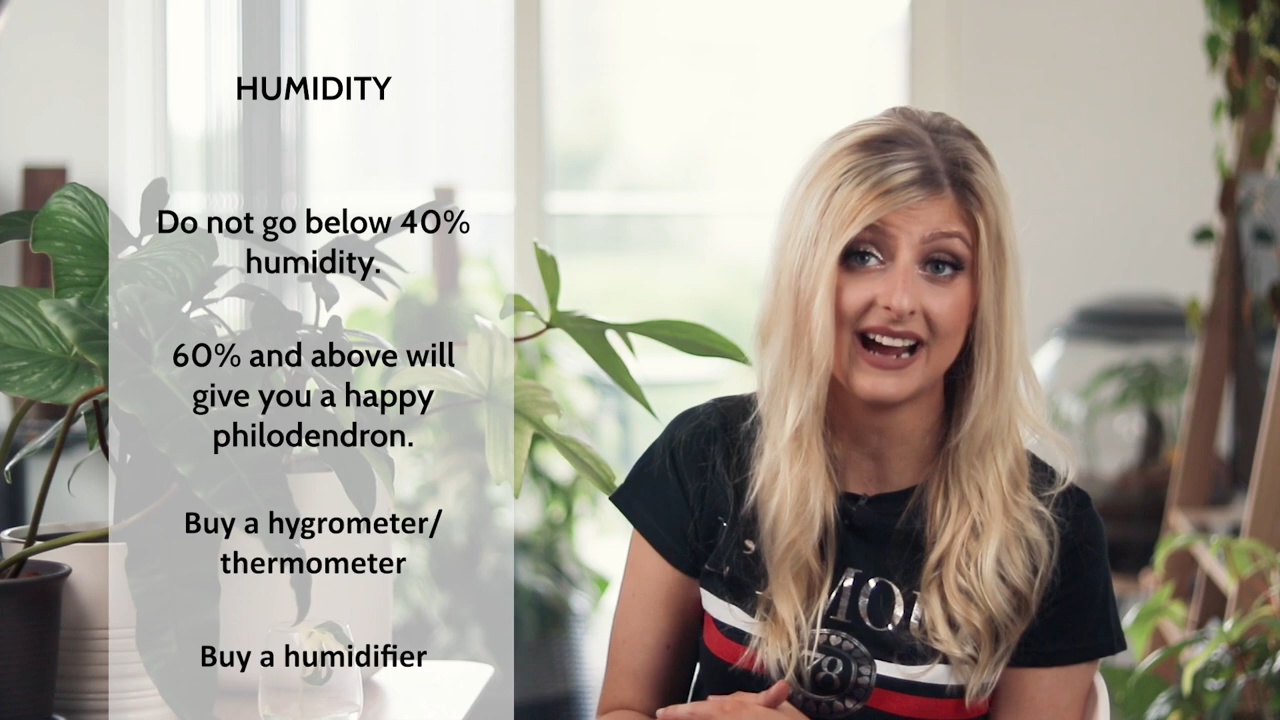 HUMIDITY
Do not go below 40%
humidity.
60% and above will
give you a happy
philodendron.
Buy a hygrometer/
thermometer
Buy a humidifier
78